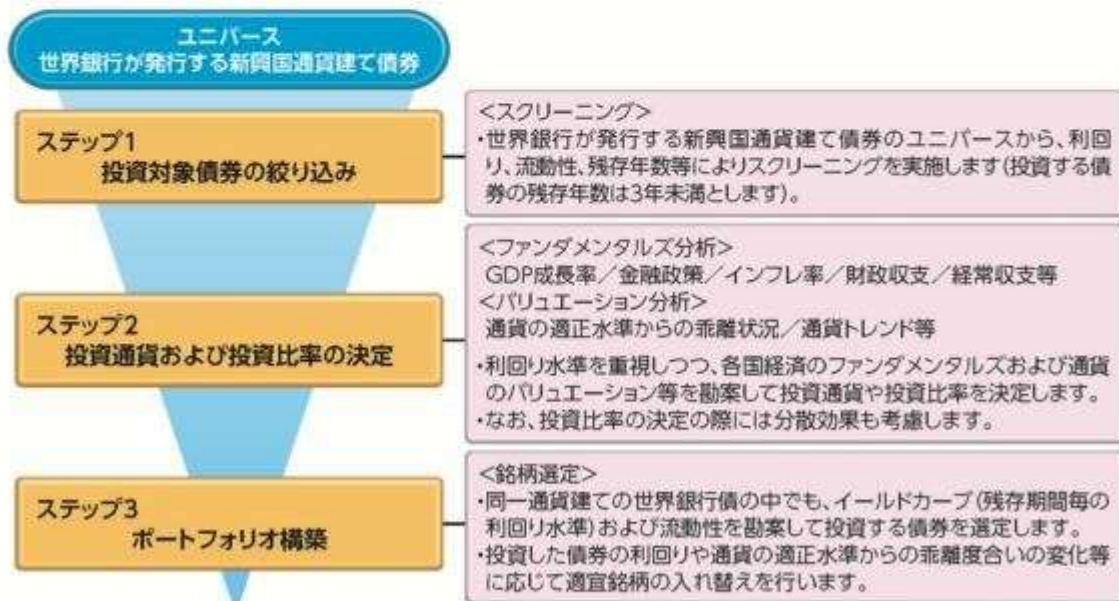 ユニバース
世界銀行が発行する新興国通貨建て債券
ステップ1
投資対象債券の絞り込み
<スクリーニング>
・世界銀行が発行する新興国通貨建て債券のユニバースから、利回
り、流動性、残存年数等によりスクリーニングを実施します(投資する債
券の残存年数は3年未満とします)。
ステップ2
投資通貨および投資比率の決定
<ファンダメンタルズ分析>
GDP成長率/金融政策/インフレ率/財政収支/経常収支等
<バリュエーション分析>
通貨の適正水準からの乖離状況/通貨トレンド等
・利回り水準を重視しつつ、各国経済のファンダメンタルズおよび通貨
のバリュエーション等を勘案して投資通貨や投資比率を決定します。
・なお、投資比率の決定の際には分散効果も考慮します。
ステップ3
ポートフォリオ構築
<銘柄選定>
・同一通貨建ての世界銀行債の中でも、イールドカーブ(残存期間毎の
利回り水準)および流動性を勘案して投資する債券を選定します。
・投資した債券の利回りや通貨の適正水準からの乖離度合いの変化等
に応じて適宜銘柄の入れ替えを行います。